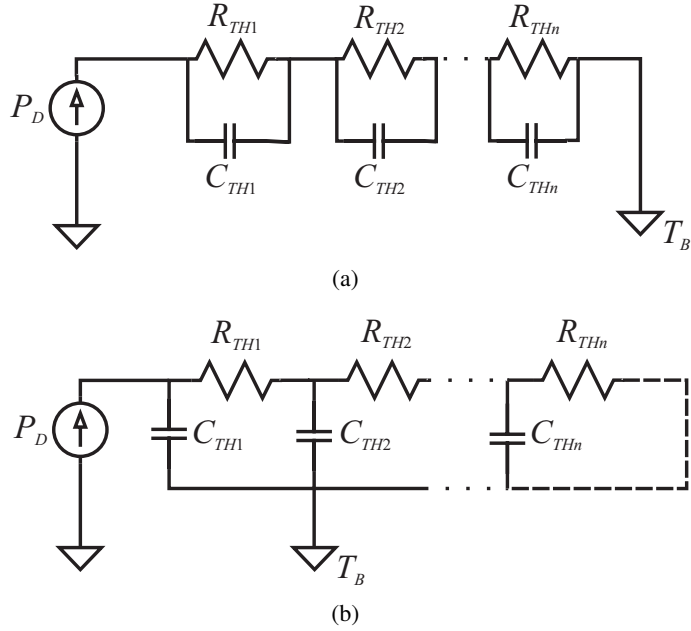 R_TH1 R_TH2 R_THn
P_D
C_TH1 C_TH2 C_THn
T_B
(a)
R_TH1 R_TH2 R_THn
P_D C_TH1 C_TH2 C_THn
T_B
(b)